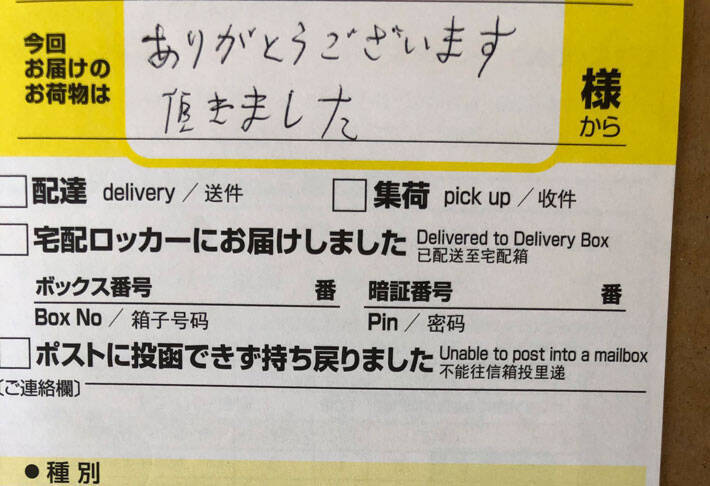 今回
お届けの
お荷物は
ありがとうございます
頂きました
様
から
配達 delivery / 送件
集荷 pick up / 收件
宅配ロッカーにお届けしました Delivered to Delivery Box
已配送至宅配箱
ボックス番号 番 暗証番号 番
Box No / 箱子号码 Pin / 密码
ポストに投函できず持ち戻りました Unable to post into a mailbox
不能往信箱投里递
〔ご連絡欄〕
●種別